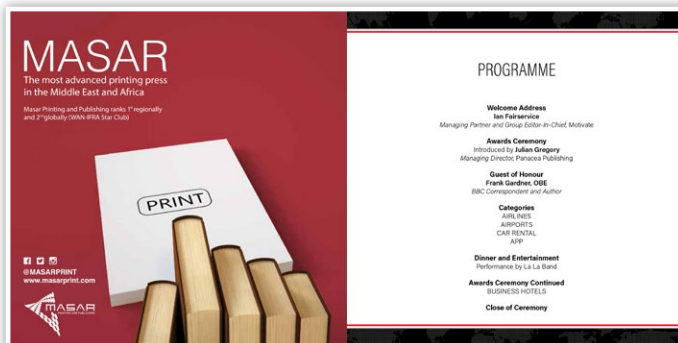 MASAR
The most advanced printing press
in the Middle East and Africa
Masar Printing and Publishing ranks 1st regionally
and 2nd globally (WAN-IFRA Star Club)
PRINT
@MASARPRINT
www.masarprint.com
MASAR
PRINTING AND PUBLISHING
PROGRAMME
Welcome Address
Ian Fairservice
Managing Partner and Group Editor-In-Chief, Motivate
Awards Ceremony
Introduced by Julian Gregory
Managing Director, Panacea Publishing
Guest of Honour
Frank Gardner, OBE
BBC Correspondent and Author
Categories
AIRLINES
AIRPORTS
CAR RENTAL
APP
Dinner and Entertainment
Performance by La La Band
Awards Ceremony Continued
BUSINESS HOTELS
Close of Ceremony